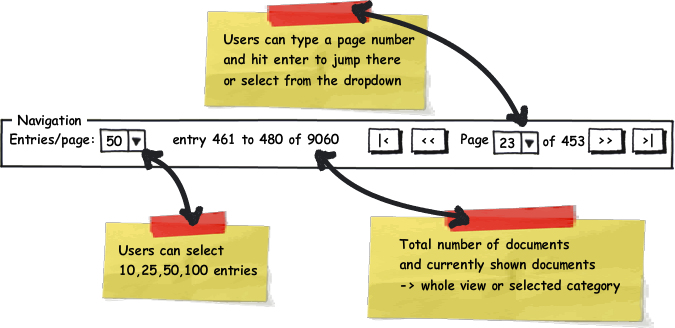 Users can type a page number
and hit enter to jump there
or select from the dropdown
Navigation
Entries/page: 50 entry 461 to 480 of 9060 |< << Page 23 of 453 >> >|
Users can select
10,25,50,100 entries
Total number of documents
and currently shown documents
-> whole view or selected category